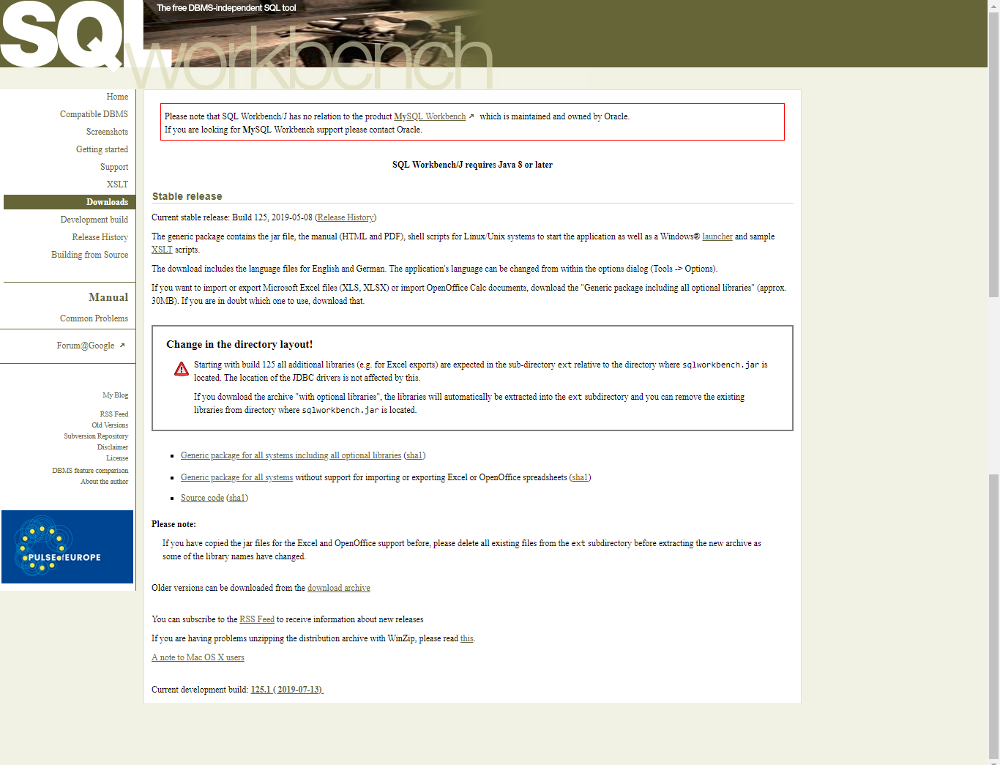 SQL
The free DBMS-independent SQL tool
workbench
Home
Compatible DBMS
Screenshots
Getting started
Support
XSLT
Downloads
Development build
Release History
Building from Source
Manual
Common Problems
Forum@Google
My Blog
RSS Feed
Old Versions
Subversion Repository
Disclaimer
License
DBMS feature comparison
About the author
PULSE of EUROPE
Please note that SQL Workbench/J has no relation to the product MySQL Workbench which is maintained and owned by Oracle.
If you are looking for MySQL Workbench support please contact Oracle.
SQL Workbench/J requires Java 8 or later
Stable release
Current stable release: Build 125, 2019-05-08 (Release History)
The generic package contains the jar file, the manual (HTML and PDF), shell scripts for Linux/Unix systems to start the application as well as a Windows® launcher and sample
XSLT scripts.
The download includes the language files for English and German. The application's language can be changed from within the options dialog (Tools -> Options).
If you want to import or export Microsoft Excel files (XLS, XLSX) or import OpenOffice Calc documents, download the "Generic package including all optional libraries" (approx.
30MB). If you are in doubt which one to use, download that.
Change in the directory layout!
Starting with build 125 all additional libraries (e.g. for Excel exports) are expected in the sub-directory ext relative to the directory where sqlworkbench.jar is
located. The location of the JDBC drivers is not affected by this.
If you download the archive "with optional libraries", the libraries will automatically be extracted into the ext subdirectory and you can remove the existing
libraries from directory where sqlworkbench.jar is located.
Generic package for all systems including all optional libraries (sha1)
Generic package for all systems without support for importing or exporting Excel or OpenOffice spreadsheets (sha1)
Source code (sha1)
Please note:
If you have copied the jar files for the Excel and OpenOffice support before, please delete all existing files from the ext subdirectory before extracting the new archive as
some of the library names have changed.
Older versions can be downloaded from the download archive
You can subscribe to the RSS Feed to receive information about new releases
If you are having problems unzipping the distribution archive with WinZip, please read this.
A note to Mac OS X users
Current development build: 125.1 ( 2019-07-13)